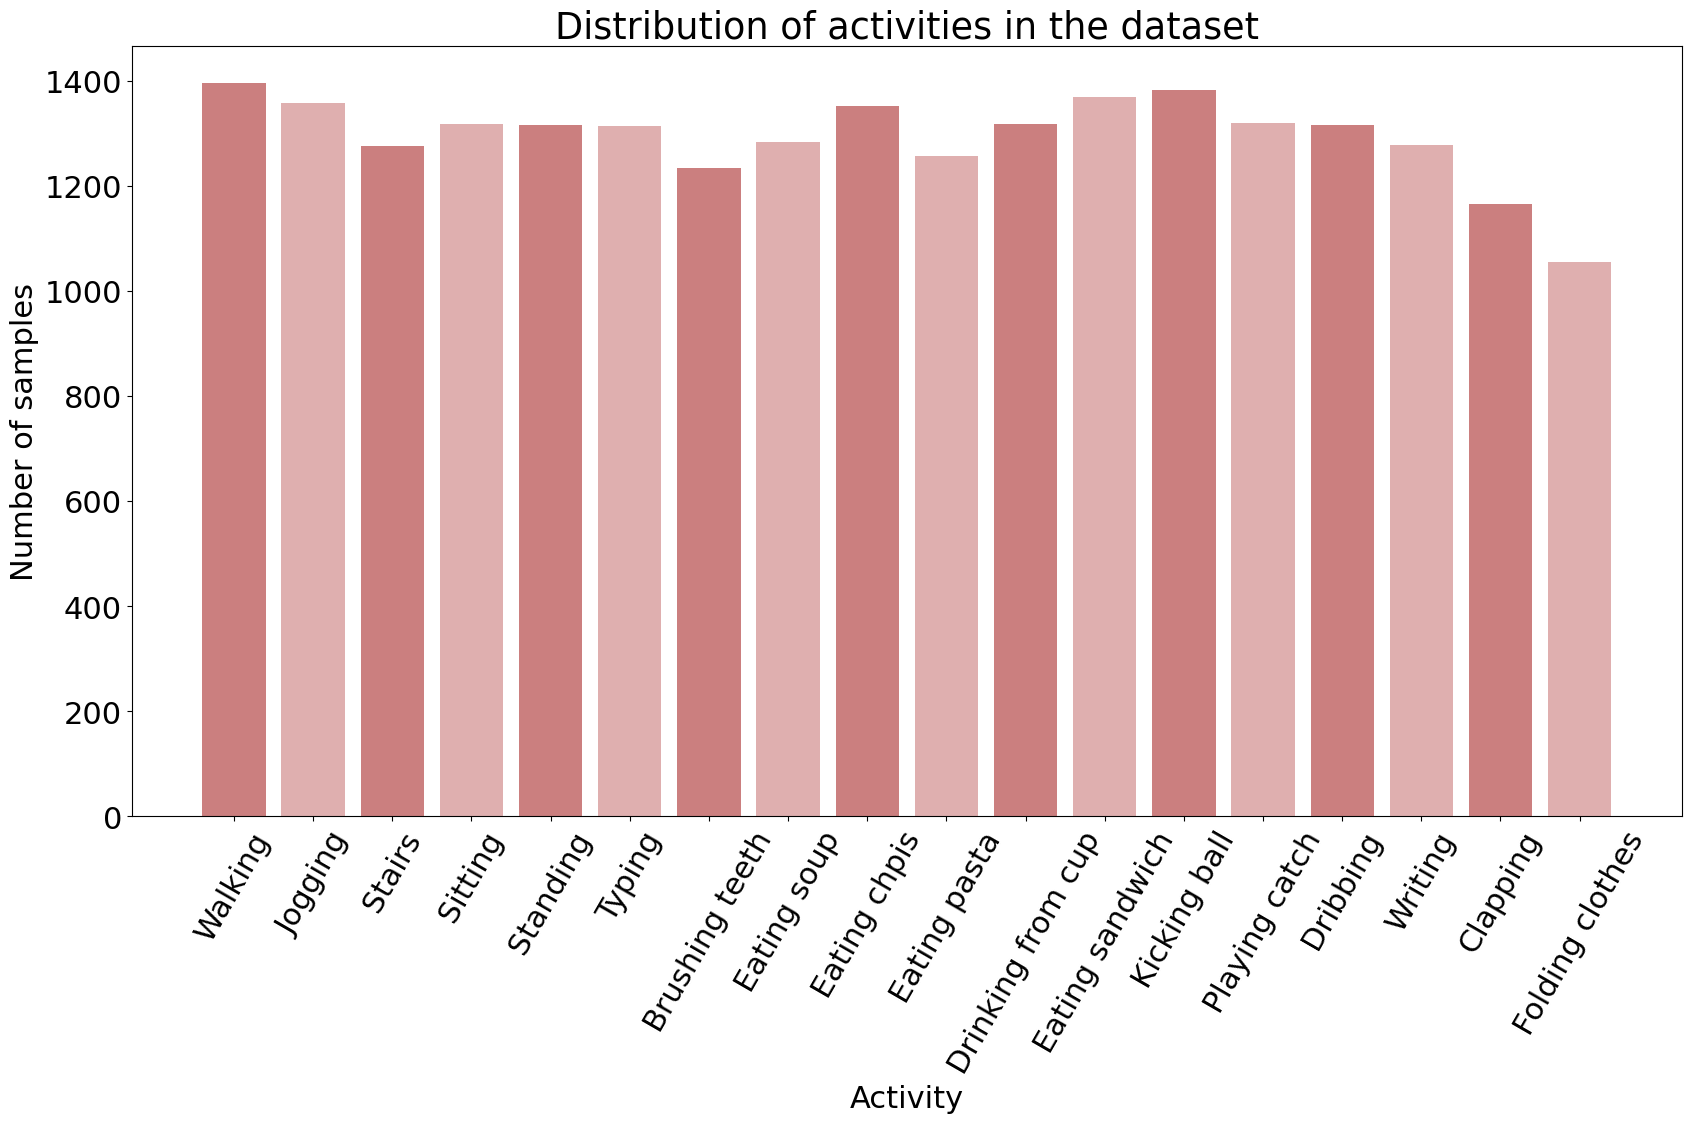 Distribution of activities in the dataset
Number of samples
1400
1200
1000
800
600
400
200
0
Walking
Jogging
Stairs
Sitting
Standing
Typing
Brushing teeth
Eating soup
Eating chpis
Eating pasta
Drinking from cup
Eating sandwich
Kicking ball
Playing catch
Dribbing
Writing
Clapping
Folding clothes
Activity